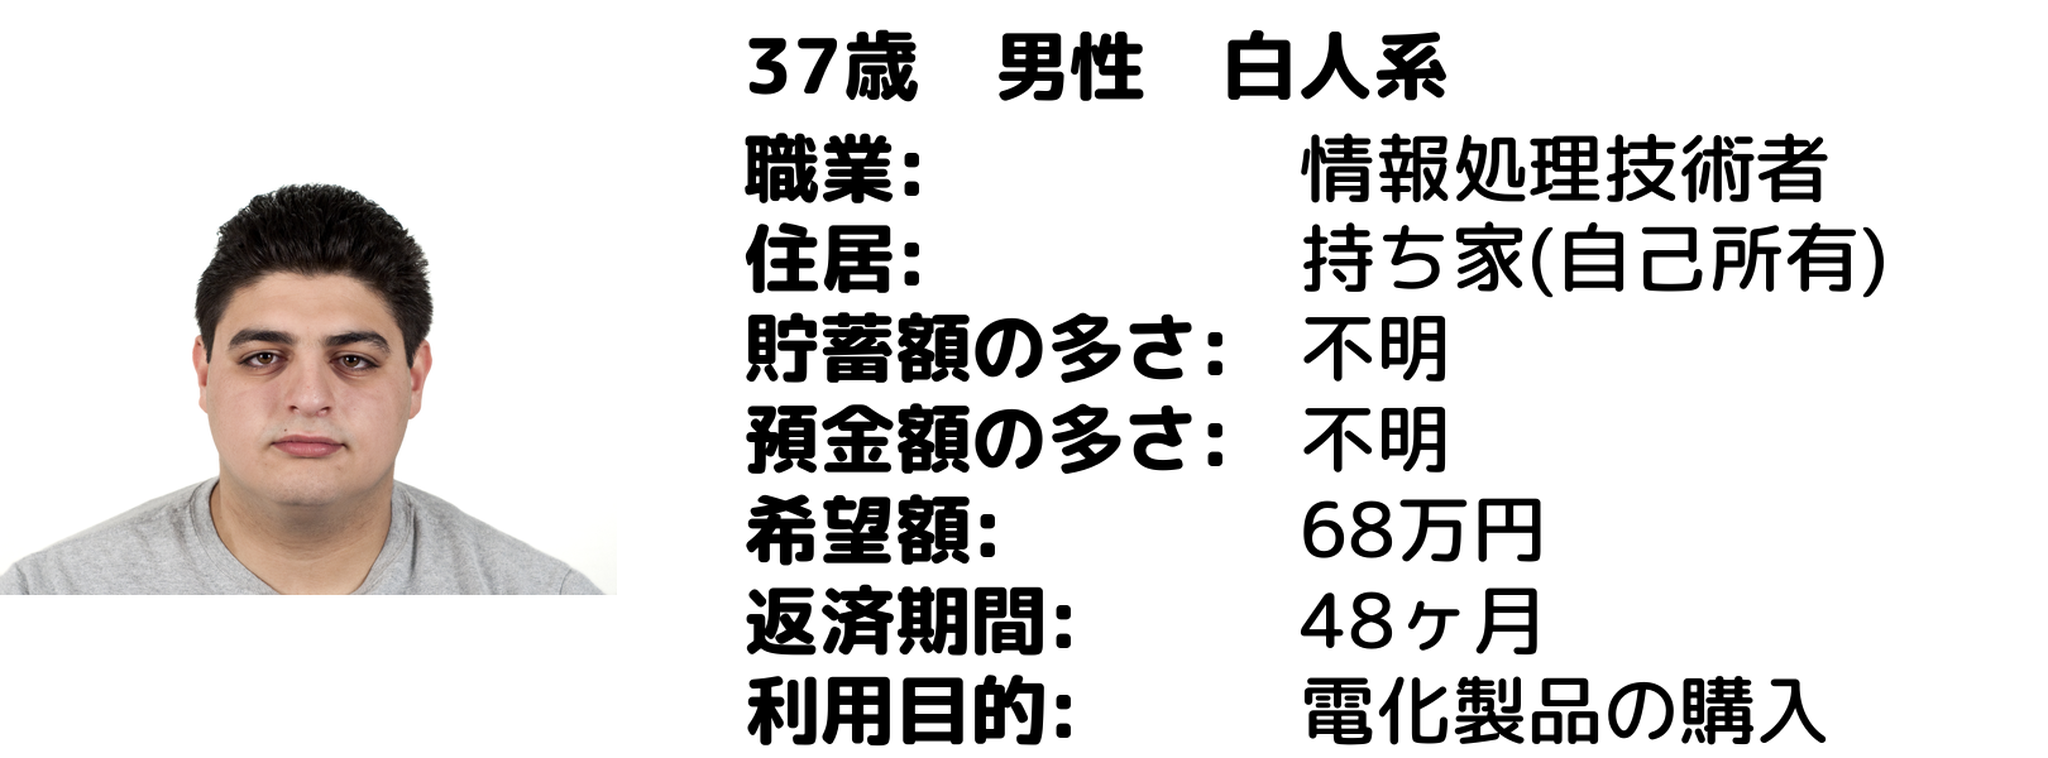 37歳　男性　白人系
職業: 情報処理技術者
住居: 持ち家(自己所有)
貯蓄額の多さ: 不明
預金額の多さ: 不明
希望額: 68万円
返済期間: 48ヶ月
利用目的: 電化製品の購入